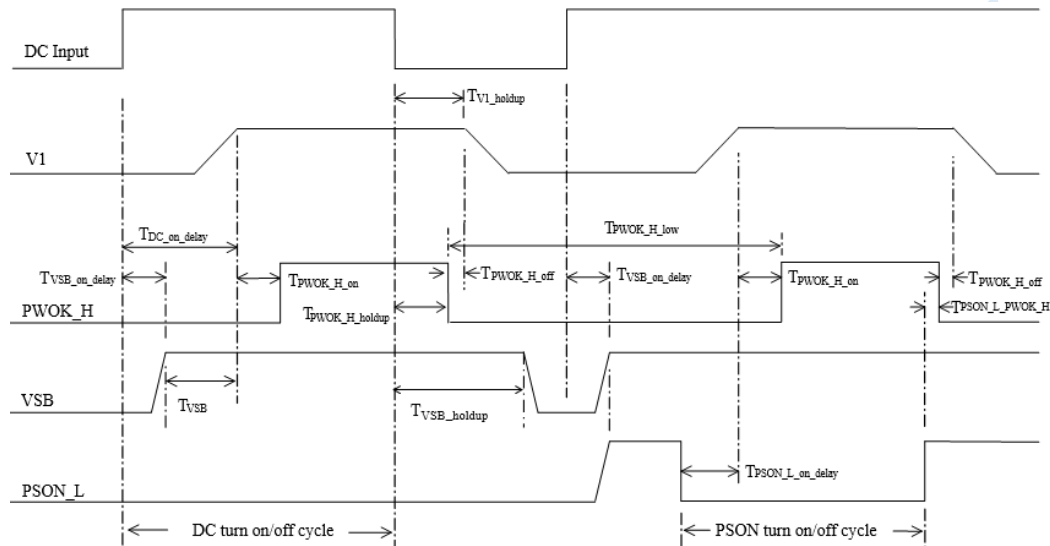 DC Input
TV1_holdup
V1
TDC_on_delay
TPWOK_H_low
TVSB_on_delay
TPWOK_H_on
TPWOK_H_off
TVSB_on_delay
TPWOK_H_on
TPWOK_H_off
PWOK_H
TPWOK_H_holdup
TPSON_L_PWOK_H
VSB
TVSB
TVSB_holdup
TPSON_L_on_delay
PSON_L
DC turn on/off cycle
PSON turn on/off cycle